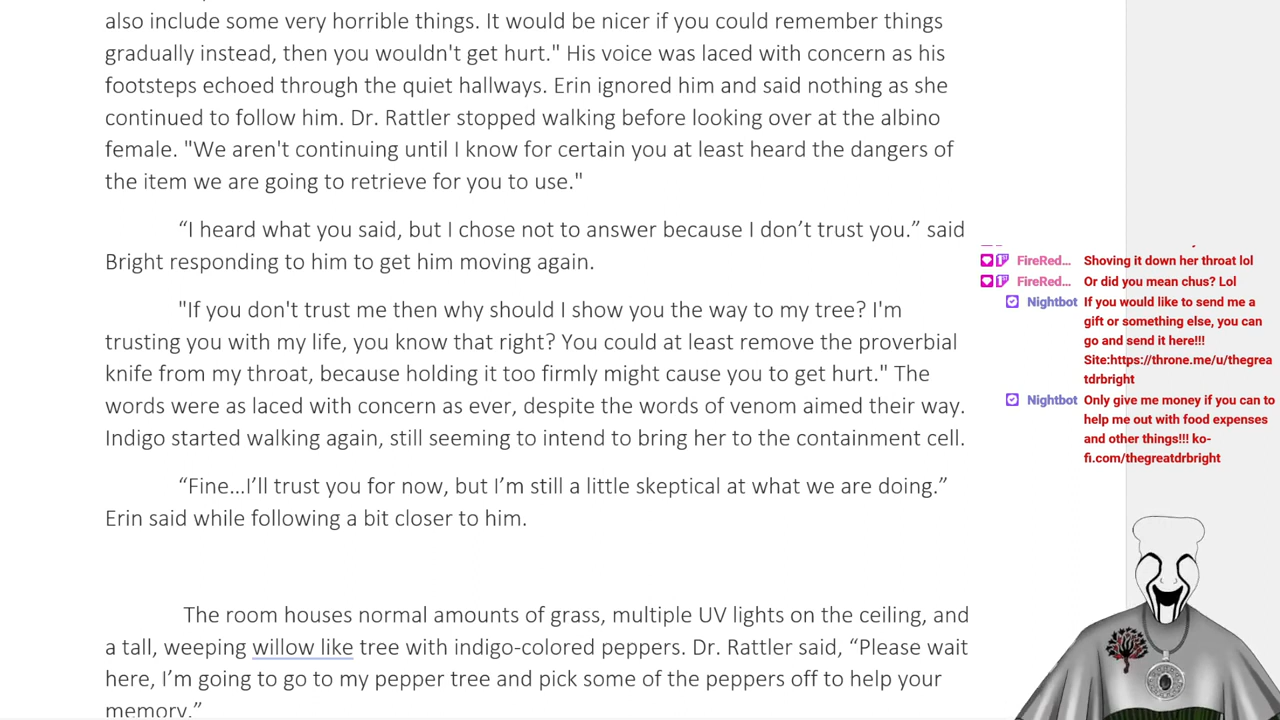 also include some very horrible things. It would be nicer if you could remember things
gradually instead, then you wouldn't get hurt." His voice was laced with concern as his
footsteps echoed through the quiet hallways. Erin ignored him and said nothing as she
continued to follow him. Dr. Rattler stopped walking before looking over at the albino
female. "We aren't continuing until I know for certain you at least heard the dangers of
the item we are going to retrieve for you to use."
“I heard what you said, but I chose not to answer because I don’t trust you.” said
Bright responding to him to get him moving again.
"If you don't trust me then why should I show you the way to my tree? I'm
trusting you with my life, you know that right? You could at least remove the proverbial
knife from my throat, because holding it too firmly might cause you to get hurt." The
words were as laced with concern as ever, despite the words of venom aimed their way.
Indigo started walking again, still seeming to intend to bring her to the containment cell.
“Fine…I’ll trust you for now, but I’m still a little skeptical at what we are doing.”
Erin said while following a bit closer to him.
The room houses normal amounts of grass, multiple UV lights on the ceiling, and
a tall, weeping willow like tree with indigo-colored peppers. Dr. Rattler said, “Please wait
here, I’m going to go to my pepper tree and pick some of the peppers off to help your
memory.”
FireRed... Shoving it down her throat lol
FireRed... Or did you mean chus? Lol
Nightbot If you would like to send me a
gift or something else, you can
go and send it here!!!
Site:https://throne.me/u/thegrea
tdrbright
Nightbot Only give me money if you can to
help me out with food expenses
and other things!!! ko-
fi.com/thegreatdrbright